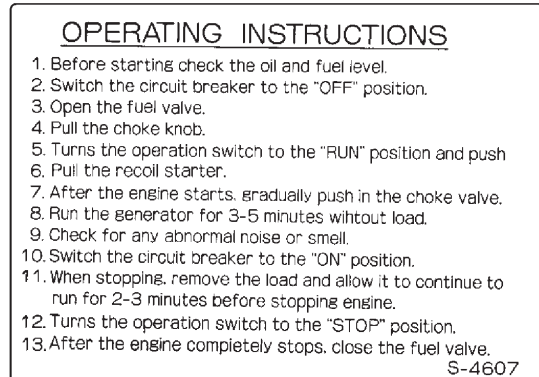 OPERATING INSTRUCTIONS
1. Before starting check the oil and fuel level.
2. Switch the circuit breaker to the "OFF" position.
3. Open the fuel valve.
4. Pull the choke knob.
5. Turns the operation switch to the "RUN" position and push
6. Pull the recoil starter.
7. After the engine starts, gradually push in the choke valve.
8. Run the generator for 3-5 minutes wihtout load.
9. Check for any abnormal noise or smell.
10. Switch the circuit breaker to the "ON" position.
11. When stopping, remove the load and allow it to continue to
run for 2-3 minutes before stopping engine.
12. Turns the operation switch to the "STOP" position.
13. After the engine completely stops, close the fuel valve.
S-4607